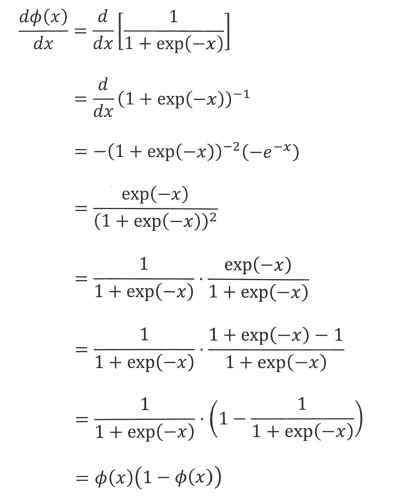 dϕ(x)/dx = d/dx [1/(1 + exp(−x))]
= d/dx (1 + exp(−x))⁻¹
= −(1 + exp(−x))⁻²(−e⁻ˣ)
= exp(−x)/(1 + exp(−x))²
= 1/(1 + exp(−x)) · exp(−x)/(1 + exp(−x))
= 1/(1 + exp(−x)) · (1 + exp(−x) − 1)/(1 + exp(−x))
= 1/(1 + exp(−x)) · (1 − 1/(1 + exp(−x)))
= ϕ(x)(1 − ϕ(x))